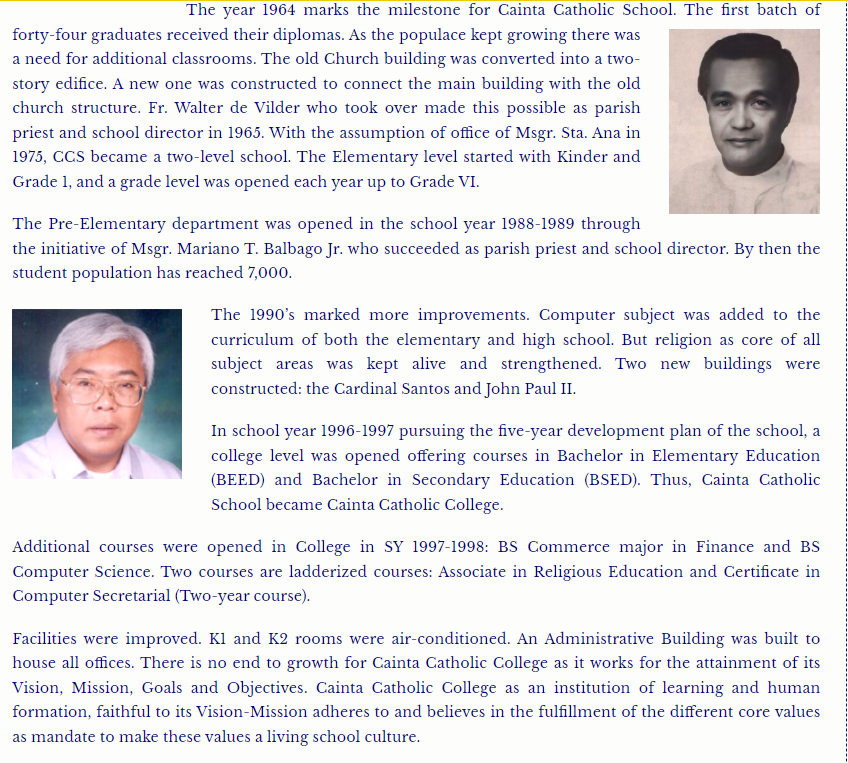 The year 1964 marks the milestone for Cainta Catholic School. The first batch of
forty-four graduates received their diplomas. As the populace kept growing there was
a need for additional classrooms. The old Church building was converted into a two-
story edifice. A new one was constructed to connect the main building with the old
church structure. Fr. Walter de Vilder who took over made this possible as parish
priest and school director in 1965. With the assumption of office of Msgr. Sta. Ana in
1975, CCS became a two-level school. The Elementary level started with Kinder and
Grade 1, and a grade level was opened each year up to Grade VI.
The Pre-Elementary department was opened in the school year 1988-1989 through
the initiative of Msgr. Mariano T. Balbago Jr. who succeeded as parish priest and school director. By then the
student population has reached 7,000.
The 1990's marked more improvements. Computer subject was added to the
curriculum of both the elementary and high school. But religion as core of all
subject areas was kept alive and strengthened. Two new buildings were
constructed: the Cardinal Santos and John Paul II.
In school year 1996-1997 pursuing the five-year development plan of the school, a
college level was opened offering courses in Bachelor in Elementary Education
(BEED) and Bachelor in Secondary Education (BSED). Thus, Cainta Catholic
School became Cainta Catholic College.
Additional courses were opened in College in SY 1997-1998: BS Commerce major in Finance and BS
Computer Science. Two courses are ladderized courses: Associate in Religious Education and Certificate in
Computer Secretarial (Two-year course).
Facilities were improved. K1 and K2 rooms were air-conditioned. An Administrative Building was built to
house all offices. There is no end to growth for Cainta Catholic College as it works for the attainment of its
Vision, Mission, Goals and Objectives. Cainta Catholic College as an institution of learning and human
formation, faithful to its Vision-Mission adheres to and believes in the fulfillment of the different core values
as mandate to make these values a living school culture.